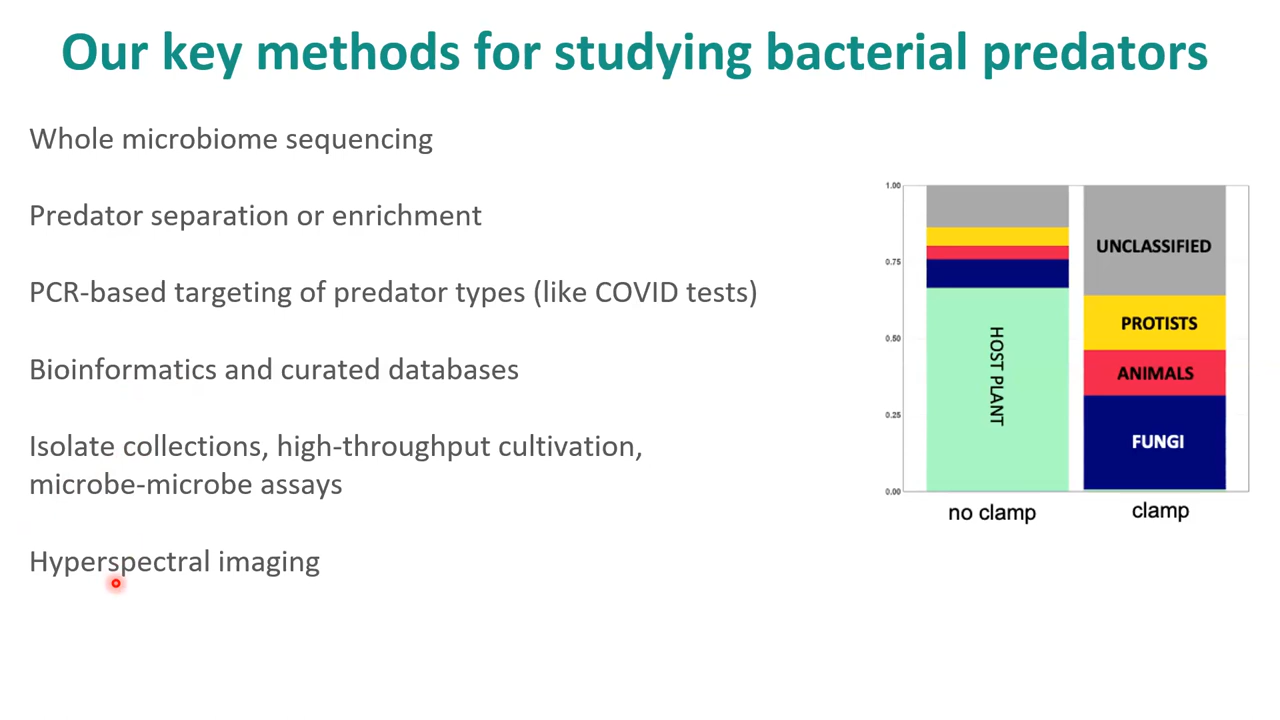 Our key methods for studying bacterial predators
Whole microbiome sequencing
Predator separation or enrichment
PCR-based targeting of predator types (like COVID tests)
Bioinformatics and curated databases
Isolate collections, high-throughput cultivation,
microbe-microbe assays
Hyperspectral imaging
1.00
0.75
0.50
0.25
0.00
HOST PLANT
UNCLASSIFIED
PROTISTS
ANIMALS
FUNGI
no clamp
clamp